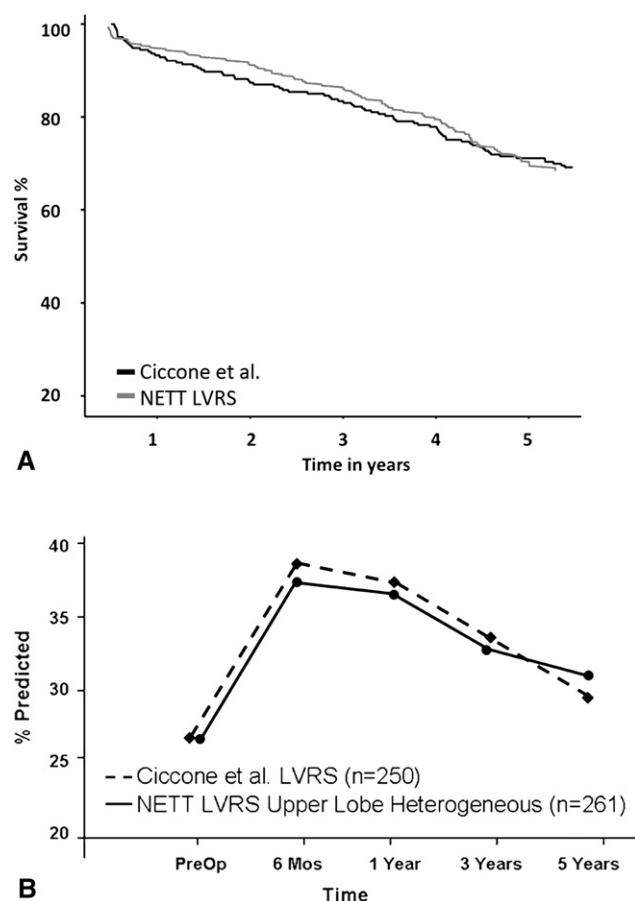 100
80
60
40
20
Survival %
Ciccone et al.
NETT LVRS
1 2 3 4 5
Time in years
A
40
35
30
25
20
% Predicted
Ciccone et al. LVRS (n=250)
NETT LVRS Upper Lobe Heterogeneous (n=261)
PreOp 6 Mos 1 Year 3 Years 5 Years
Time
B